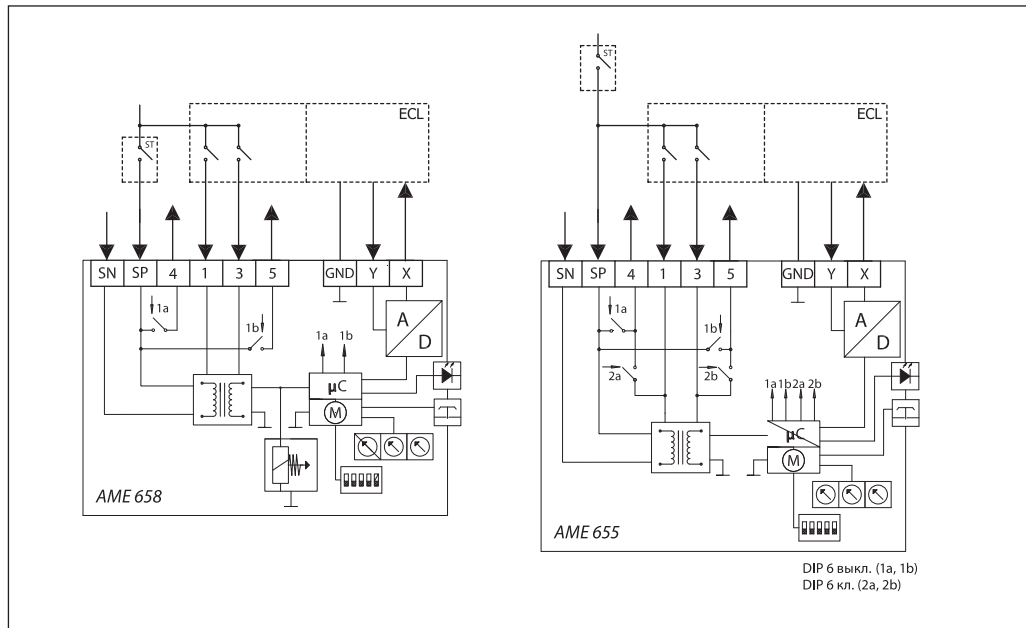 ST
ECL
SN SP 4 1 3 5 GND Y X
1a
1b
1a 1b
A
D
µC
M
AME 658
ST
ECL
SN SP 4 1 3 5 GND Y X
1a
1b
2a
2b
A
D
1a 1b 2a 2b
µC
M
AME 655
DIP 6 выкл. (1a, 1b)
DIP 6 кл. (2a, 2b)